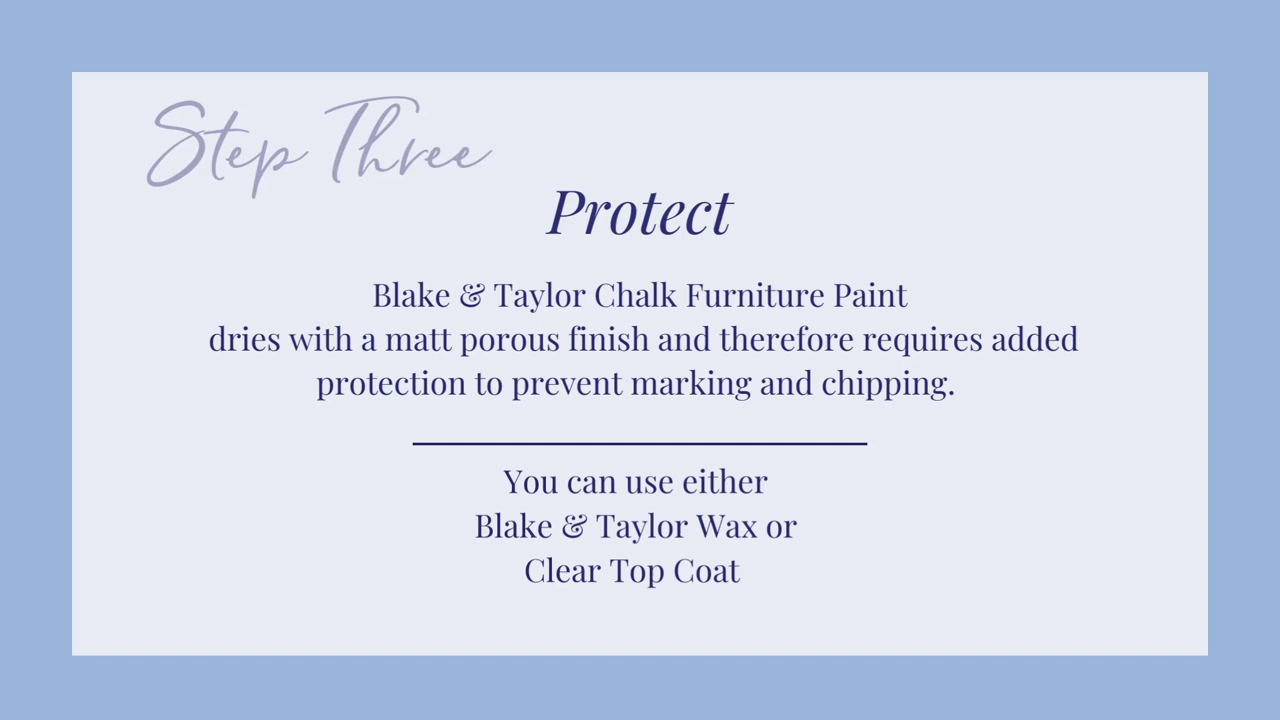 Step Three
Protect
Blake & Taylor Chalk Furniture Paint
dries with a matt porous finish and therefore requires added
protection to prevent marking and chipping.
You can use either
Blake & Taylor Wax or
Clear Top Coat